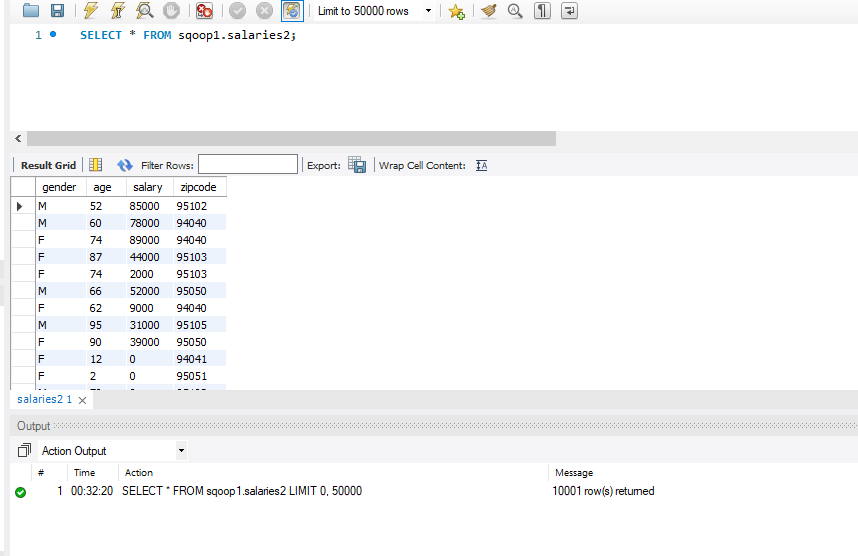 Limit to 50000 rows
1 SELECT * FROM sqoop1.salaries2;
Result Grid Filter Rows: Export: Wrap Cell Content:
gender age salary zipcode
M 52 85000 95102
M 60 78000 94040
F 74 89000 94040
F 87 44000 95103
F 74 2000 95103
M 66 52000 95050
F 62 9000 94040
M 95 31000 95105
F 90 39000 95050
F 12 0 94041
F 2 0 95051
salaries2 1
Output
Action Output
# Time Action Message
1 00:32:20 SELECT * FROM sqoop1.salaries2 LIMIT 0, 50000 10001 row(s) returned